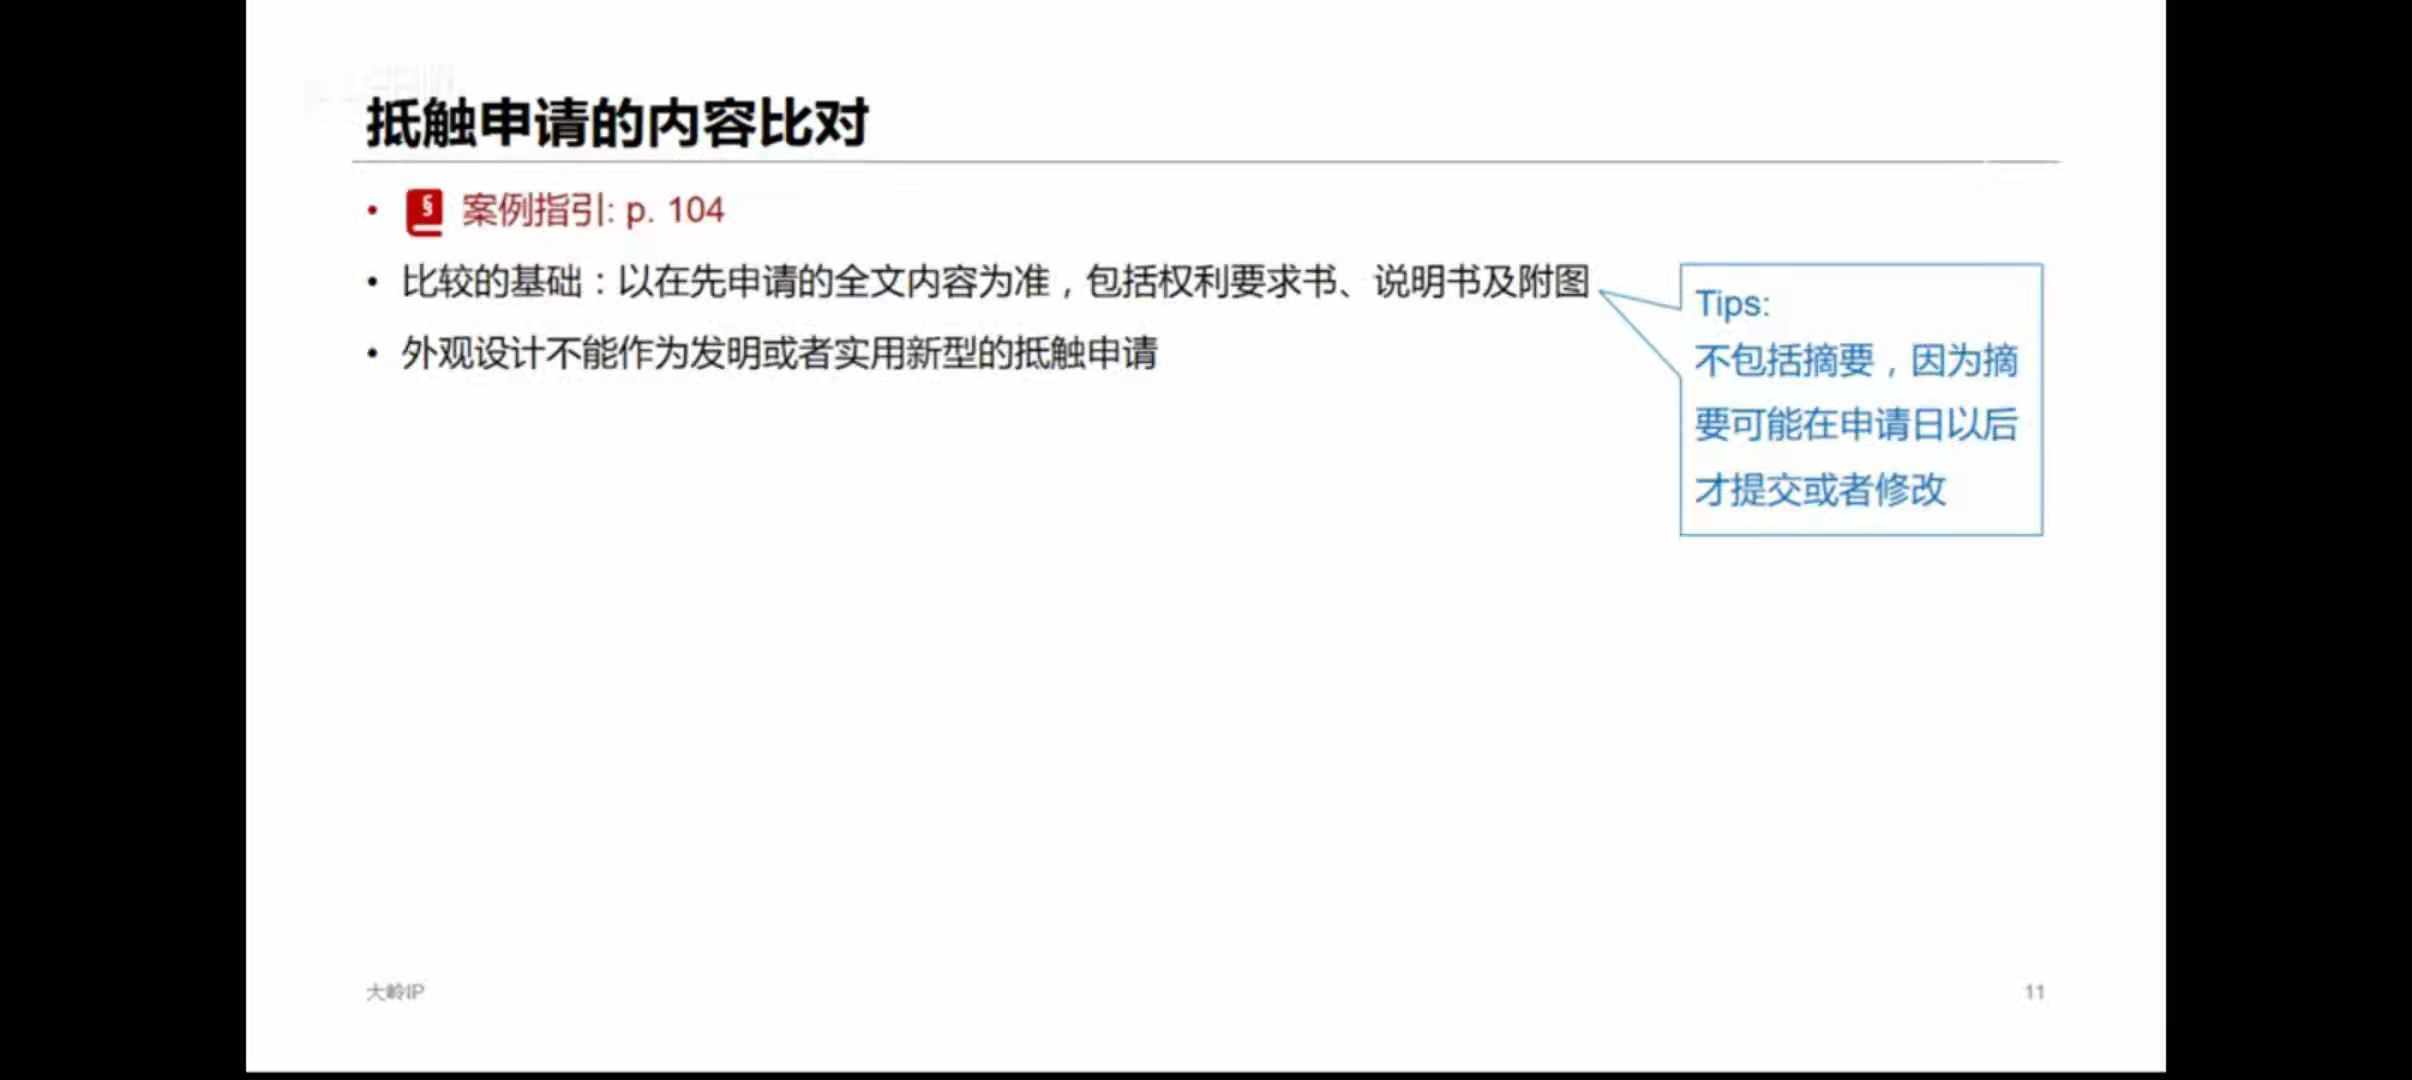 抵触申请的内容比对
• § 案例指引: p. 104
• 比较的基础：以在先申请的全文内容为准，包括权利要求书、说明书及附图
• 外观设计不能作为发明或者实用新型的抵触申请
Tips:
不包括摘要，因为摘
要可能在申请日以后
才提交或者修改
大岭IP
11